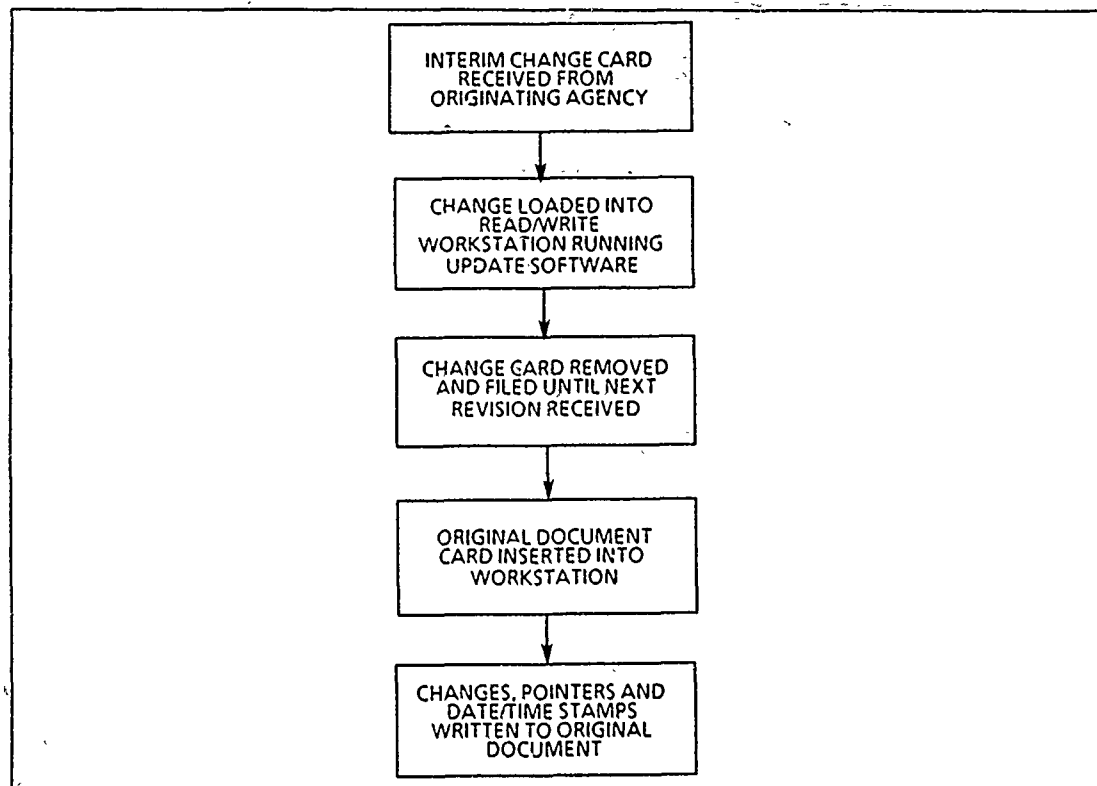 INTERIM CHANGE CARD
RECEIVED FROM
ORIGINATING AGENCY
CHANGE LOADED INTO
READ/WRITE
WORKSTATION RUNNING
UPDATE SOFTWARE
CHANGE CARD REMOVED
AND FILED UNTIL NEXT
REVISION RECEIVED
ORIGINAL DOCUMENT
CARD INSERTED INTO
WORKSTATION
CHANGES, POINTERS AND
DATE/TIME STAMPS
WRITTEN TO ORIGINAL
DOCUMENT